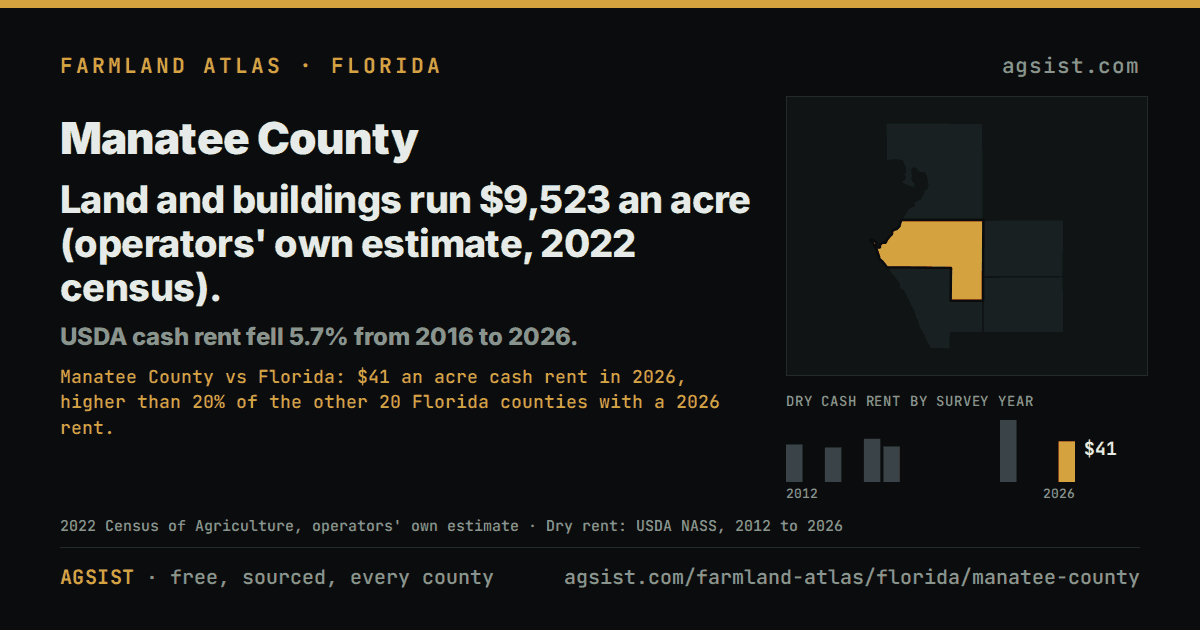 FARMLAND ATLAS · FLORIDA
agsist.com
Manatee County
Land and buildings run $9,523 an acre
(operators' own estimate, 2022
census).
USDA cash rent fell 5.7% from 2016 to 2026.
Manatee County vs Florida: $41 an acre cash rent in 2026,
higher than 20% of the other 20 Florida counties with a 2026
rent.
DRY CASH RENT BY SURVEY YEAR
$41
2012
2026
2022 Census of Agriculture, operators' own estimate · Dry rent: USDA NASS, 2012 to 2026
AGSIST · free, sourced, every county
agsist.com/farmland-atlas/florida/manatee-county